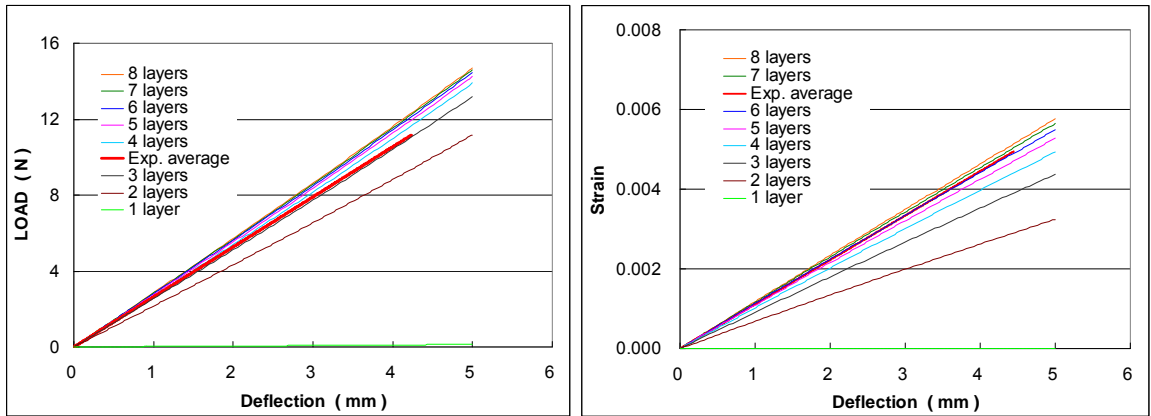 16
12
8
4
0
LOAD ( N )
8 layers
7 layers
6 layers
5 layers
4 layers
Exp. average
3 layers
2 layers
1 layer
0 1 2 3 4 5 6
Deflection ( mm )
0.008
0.006
0.004
0.002
0.000
Strain
8 layers
7 layers
Exp. average
6 layers
5 layers
4 layers
3 layers
2 layers
1 layer
0 1 2 3 4 5 6
Deflection ( mm )